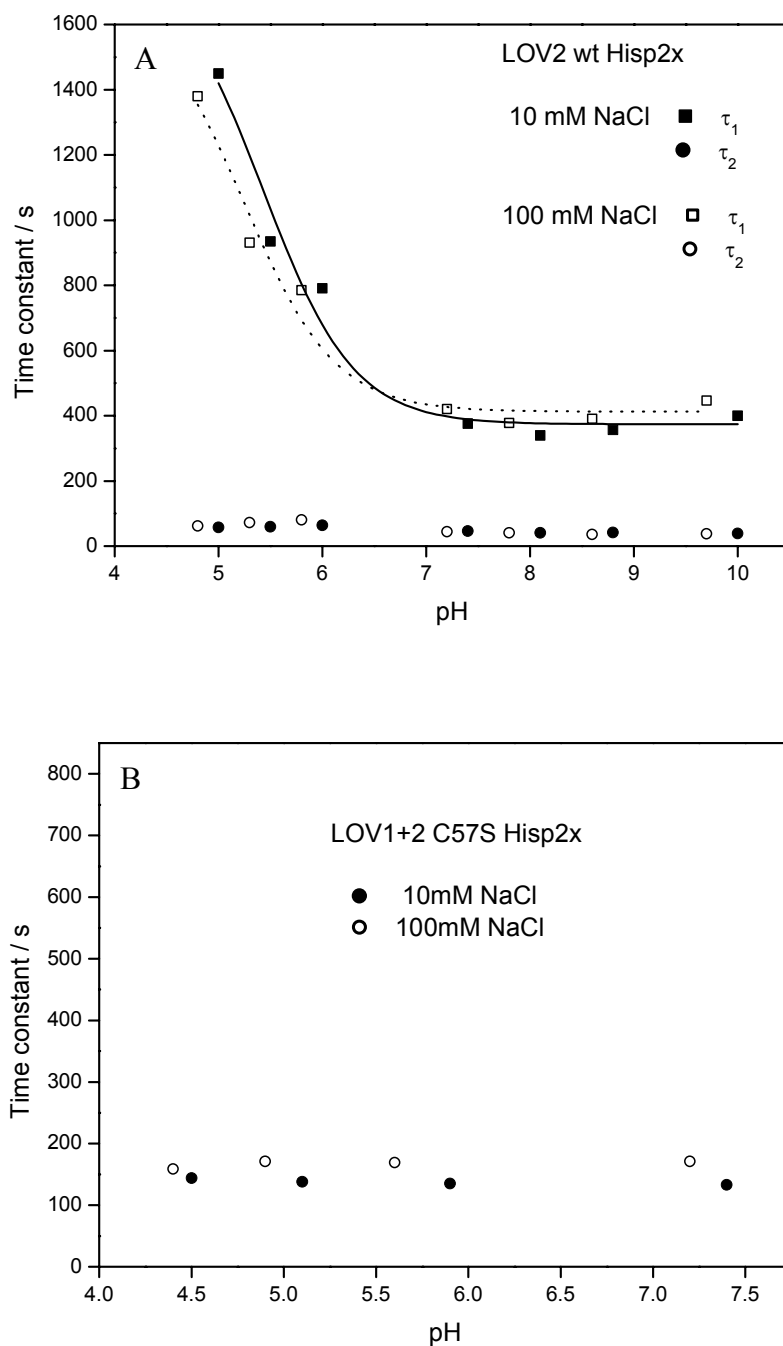 A
LOV2 wt Hisp2x
10 mM NaCl ■ τ1
● τ2
100 mM NaCl □ τ1
○ τ2
Time constant / s
1600
1400
1200
1000
800
600
400
200
0
4 5 6 7 8 9 10
pH
B
LOV1+2 C57S Hisp2x
● 10mM NaCl
○ 100mM NaCl
Time constant / s
800
700
600
500
400
300
200
100
0
4.0 4.5 5.0 5.5 6.0 6.5 7.0 7.5
pH